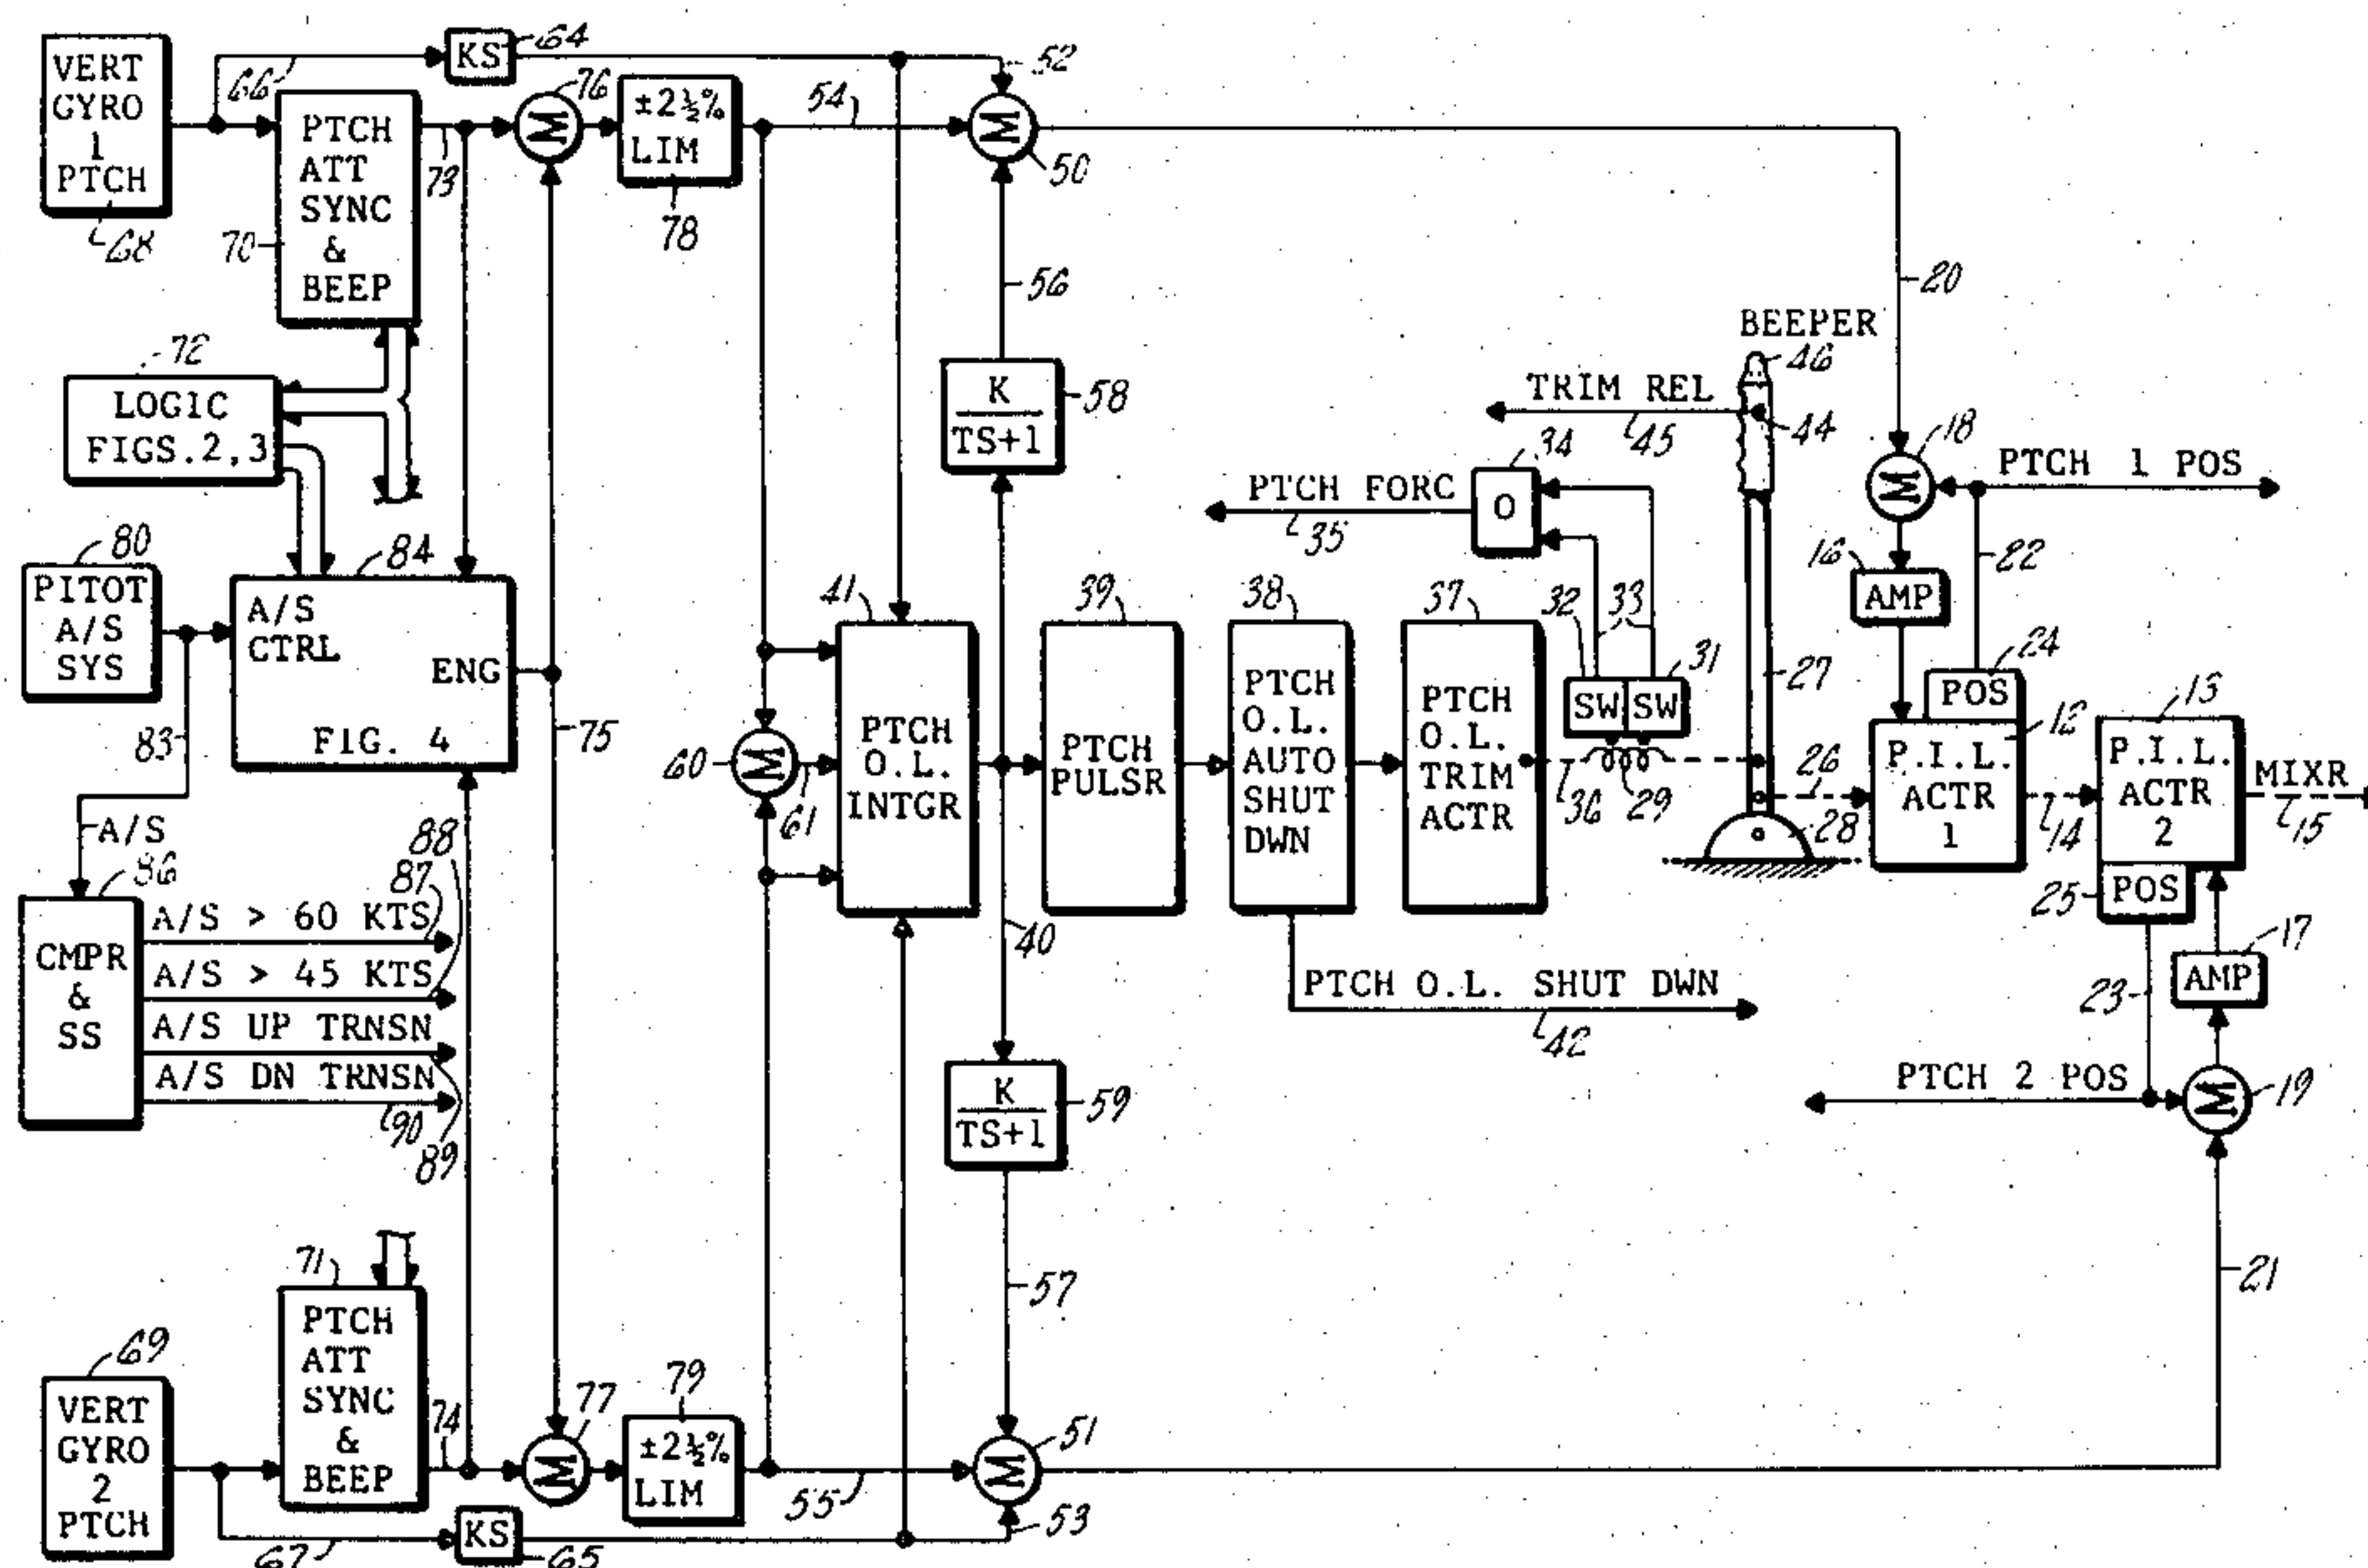 VERT
GYRO
1
PTCH
68
66
KS
64
PTCH
ATT
SYNC
&
BEEP
70
73
76
±2½%
LIM
78
54
52
50
56
K
TS+1
58
20
72
LOGIC
FIGS.2,3
80
PITOT
A/S
SYS
83
84
A/S
CTRL
ENG
FIG. 4
75
A/S
86
CMPR
&
SS
A/S > 60 KTS
87
88
A/S > 45 KTS
A/S UP TRNSN
A/S DN TRNSN
90
89
60
61
41
PTCH
O.L.
INTGR
40
39
PTCH
PULSR
38
PTCH
O.L.
AUTO
SHUT
DWN
PTCH O.L. SHUT DWN
42
37
PTCH
O.L.
TRIM
ACTR
36
29
32
33
31
SW
SW
34
O
PTCH FORC
35
TRIM REL
45
BEEPER
46
44
27
28
26
18
PTCH 1 POS
16
AMP
22
24
POS
12
P.I.L.
ACTR
1
14
13
P.I.L.
ACTR
2
MIXR
15
25
POS
23
17
AMP
PTCH 2 POS
19
21
K
TS+1
59
57
51
53
55
79
±2½%
LIM
77
74
71
PTCH
ATT
SYNC
&
BEEP
69
VERT
GYRO
2
PTCH
67
KS
65